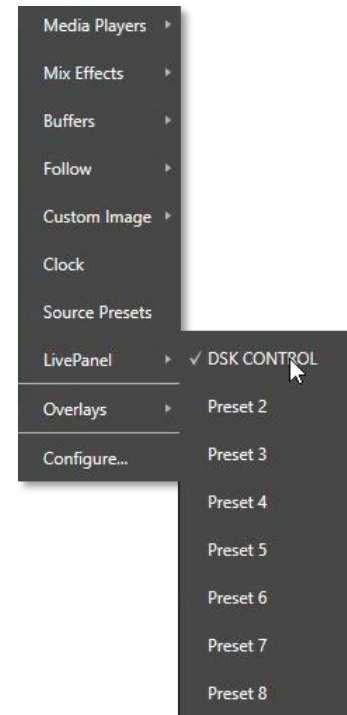 Media Players
Mix Effects
Buffers
Follow
Custom Image
Clock
Source Presets
LivePanel
Overlays
Configure...
✓ DSK CONTROL
Preset 2
Preset 3
Preset 4
Preset 5
Preset 6
Preset 7
Preset 8